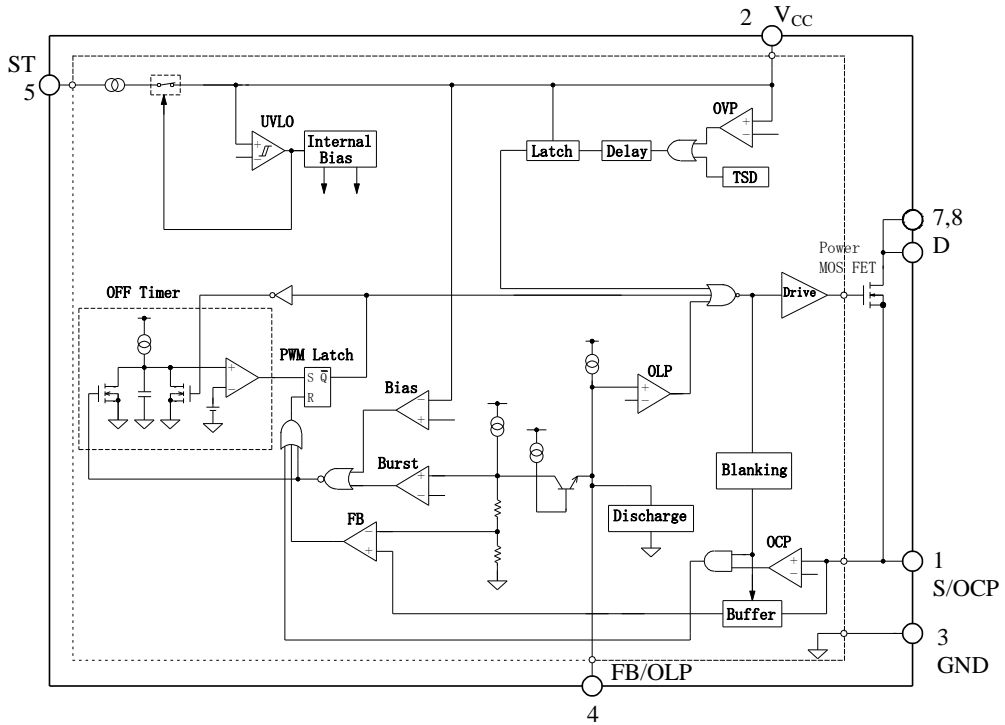 2 VCC
ST
5
UVLO
OVP
+
−
+
−
Internal
Bias
Latch
Delay
TSD
7,8
D
Power
MOS FET
OFF Timer
Drive
PWM Latch
+
−
S Q̅
R
OLP
+
−
Bias
−
+
Burst
+
−
Blanking
FB
−
+
Discharge
OCP
+
−
1
S/OCP
Buffer
3
GND
FB/OLP
4